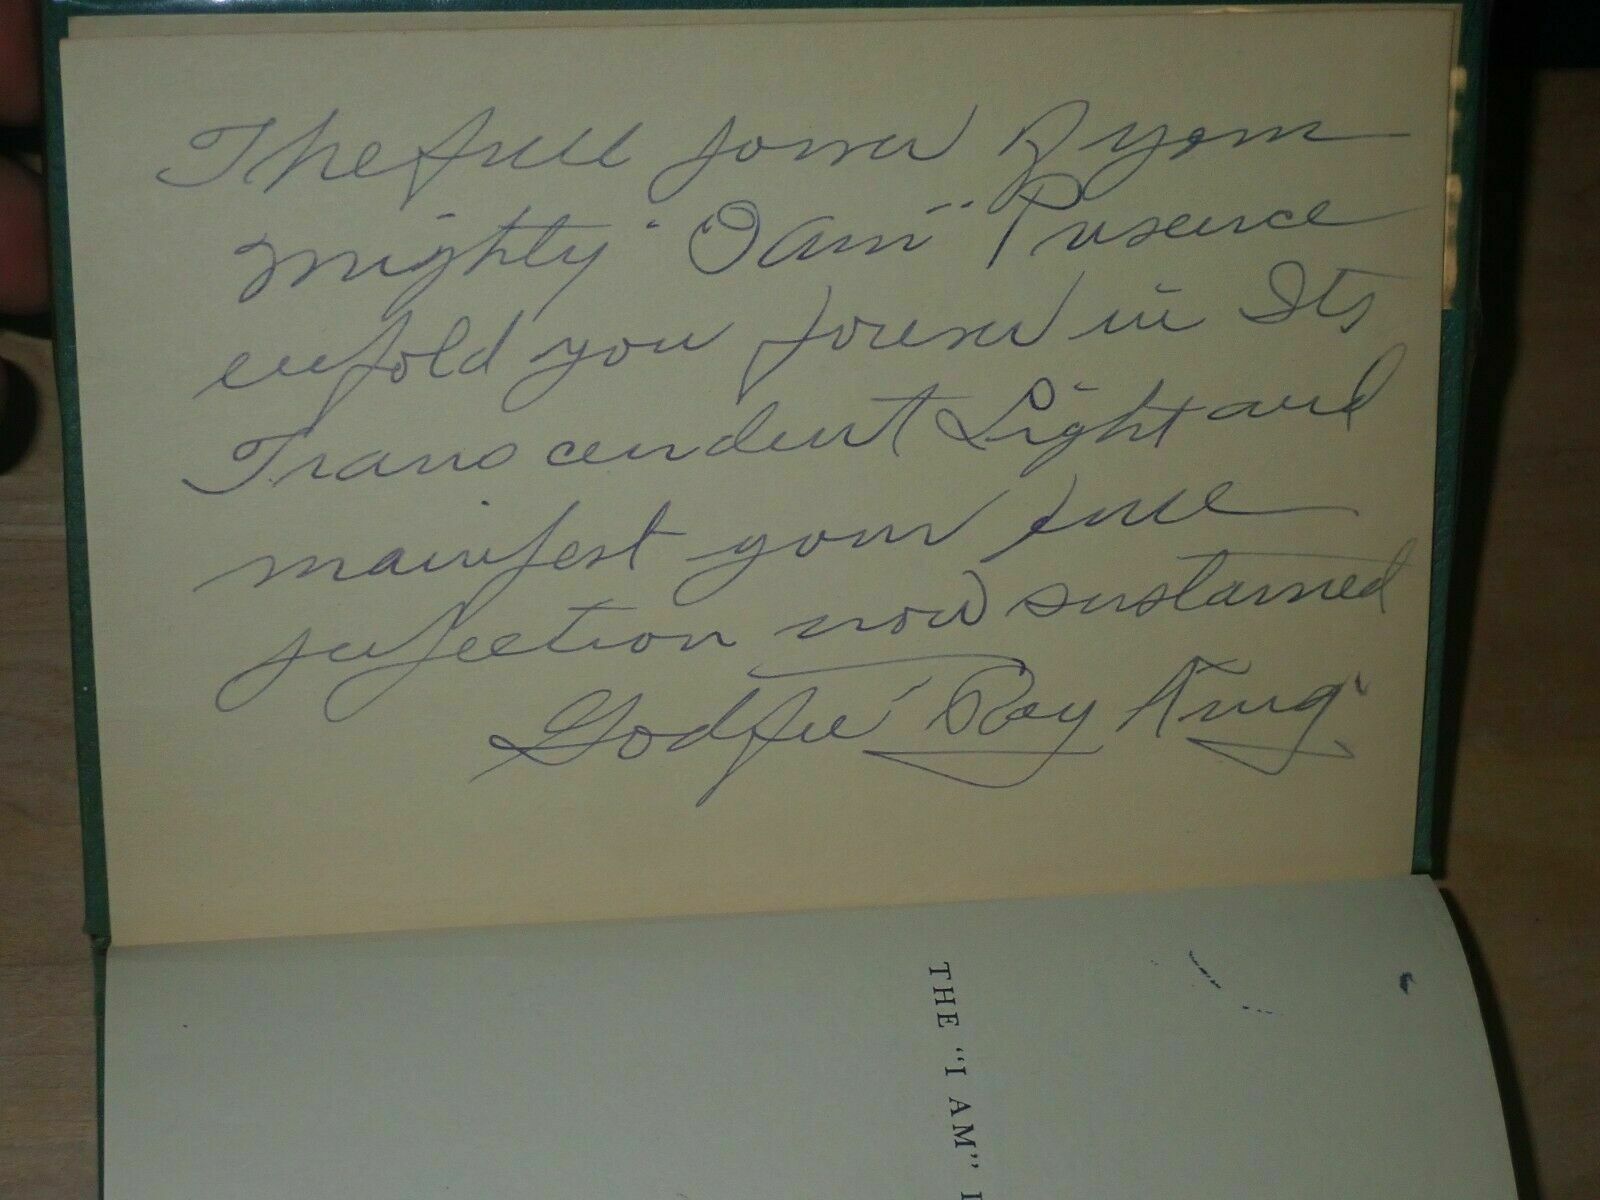 The full power of your
mighty "I am" Presence
enfold you forever in Its
Transcendent Light and
manifest your full
perfection now sustained
Godfre' Ray King.
THE "I AM"